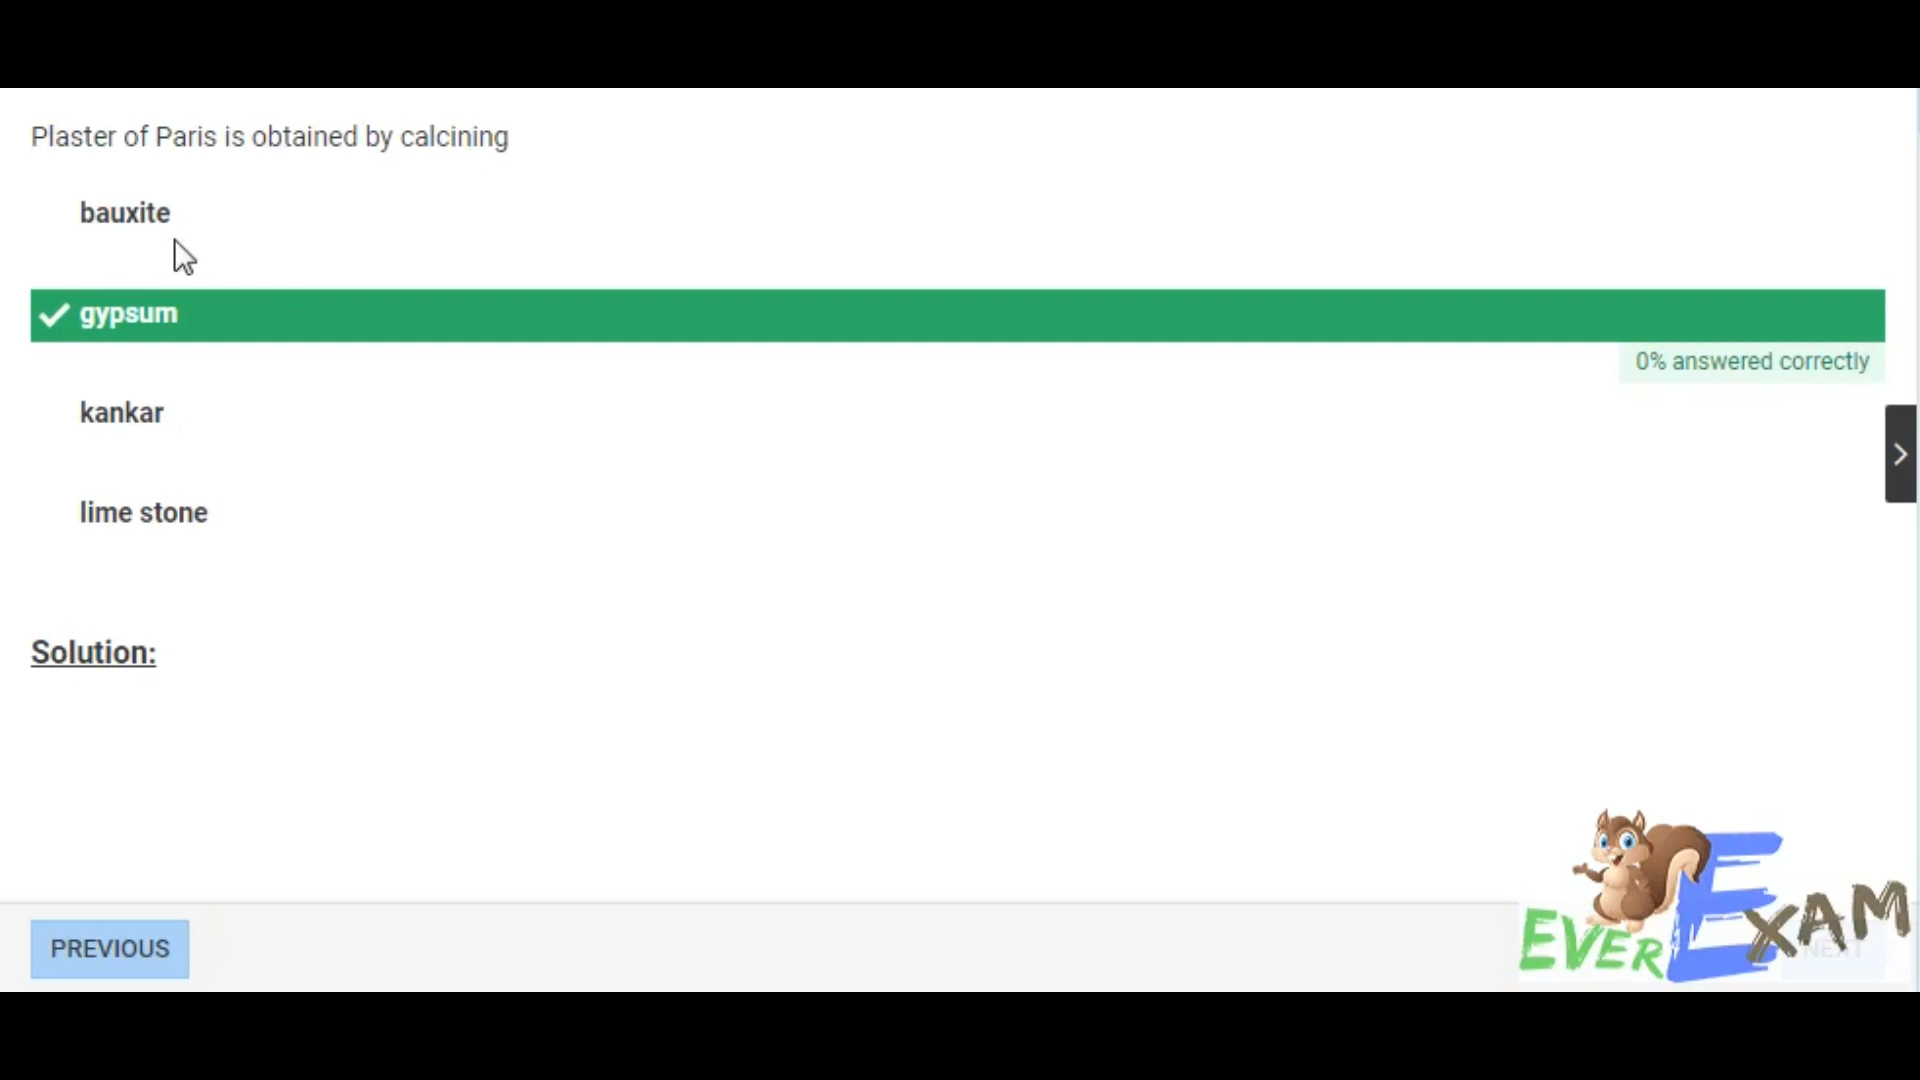 Plaster of Paris is obtained by calcining
bauxite
gypsum
0% answered correctly
kankar
lime stone
Solution:
PREVIOUS
EVER EXAM
NEXT